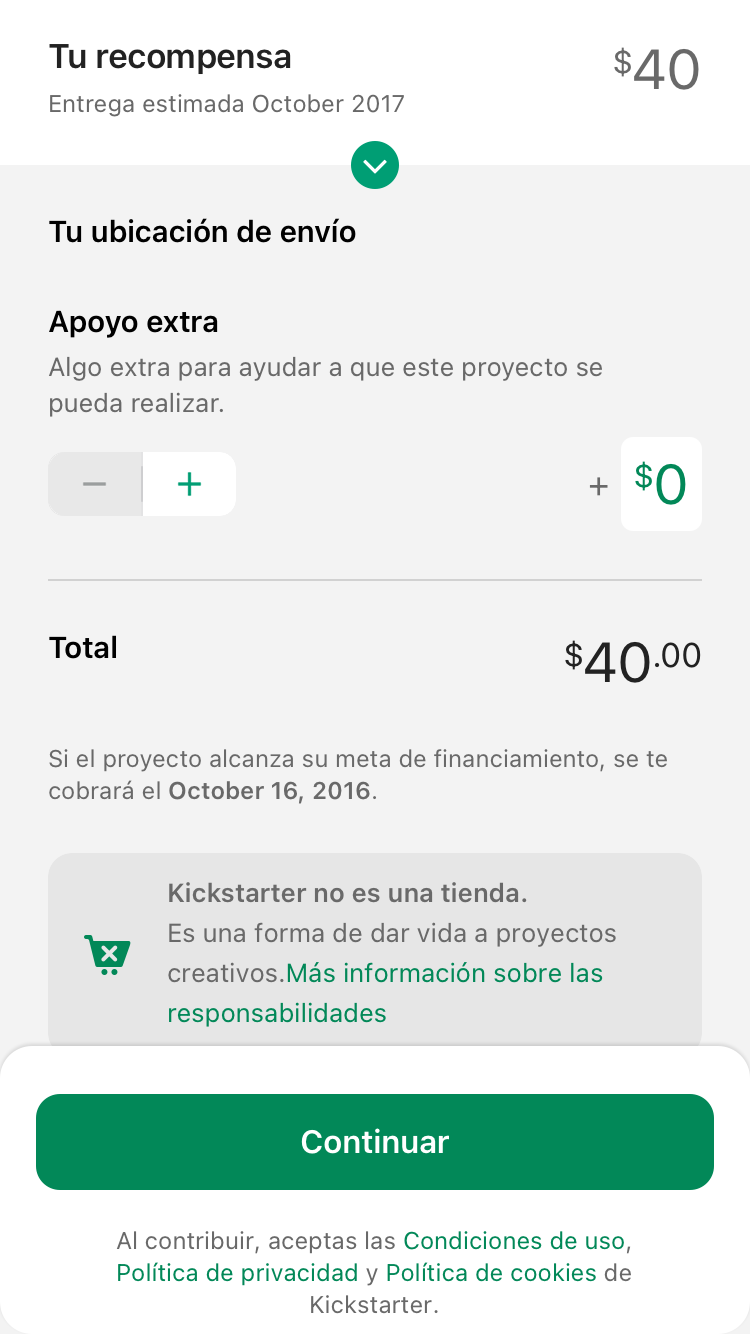 Tu recompensa
$40
Entrega estimada October 2017
Tu ubicación de envío
Apoyo extra
Algo extra para ayudar a que este proyecto se
pueda realizar.
− +
+ $0
Total
$40.00
Si el proyecto alcanza su meta de financiamiento, se te
cobrará el October 16, 2016.
Kickstarter no es una tienda.
Es una forma de dar vida a proyectos
creativos.Más información sobre las
responsabilidades
Continuar
Al contribuir, aceptas las Condiciones de uso,
Política de privacidad y Política de cookies de
Kickstarter.